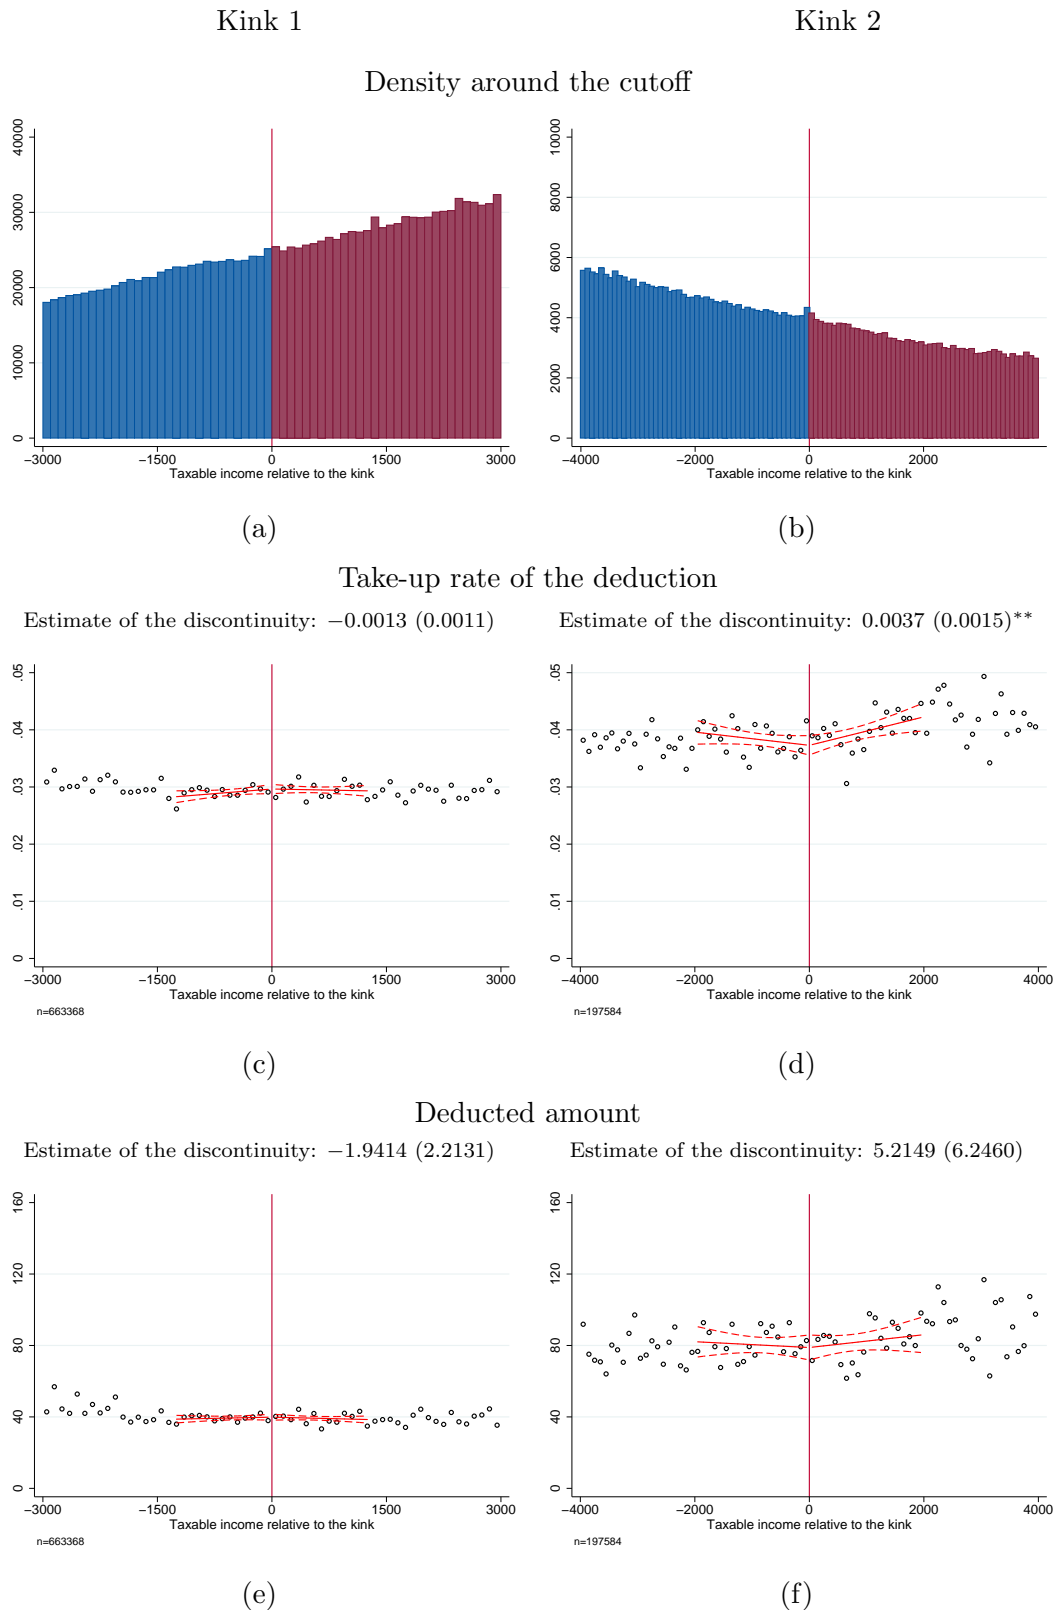 Kink 1
Kink 2
Density around the cutoff
40000
30000
20000
10000
0
−3000 −1500 0 1500 3000
Taxable income relative to the kink
(a)
10000
8000
6000
4000
2000
0
−4000 −2000 0 2000
Taxable income relative to the kink
(b)
Take-up rate of the deduction
Estimate of the discontinuity: −0.0013 (0.0011)
.05
.04
.03
.02
.01
0
−3000 −1500 0 1500 3000
Taxable income relative to the kink
n=663368
(c)
Estimate of the discontinuity: 0.0037 (0.0015)**
.05
.04
.03
.02
.01
0
−4000 −2000 0 2000 4000
Taxable income relative to the kink
n=197584
(d)
Deducted amount
Estimate of the discontinuity: −1.9414 (2.2131)
160
120
80
40
0
−3000 −1500 0 1500 3000
Taxable income relative to the kink
n=663368
(e)
Estimate of the discontinuity: 5.2149 (6.2460)
160
120
80
40
0
−4000 −2000 0 2000 4000
Taxable income relative to the kink
n=197584
(f)